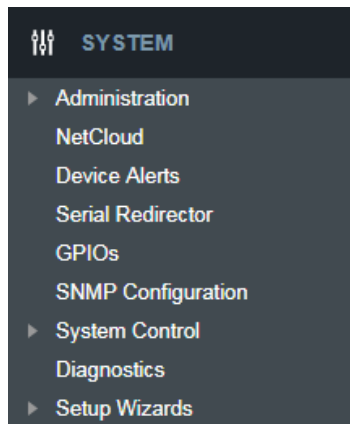 SYSTEM
Administration
NetCloud
Device Alerts
Serial Redirector
GPIOs
SNMP Configuration
System Control
Diagnostics
Setup Wizards